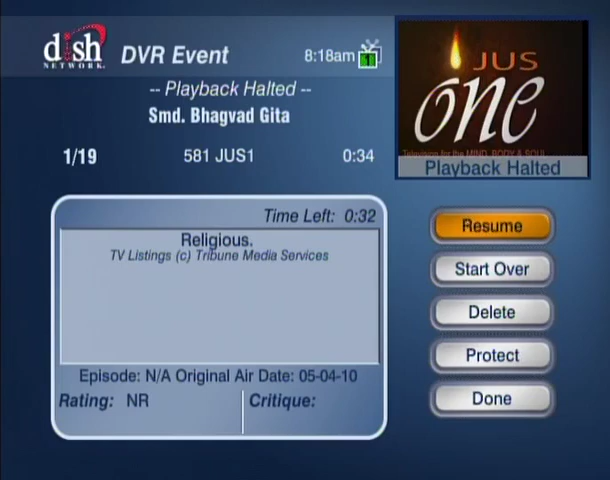 dish
NETWORK.
DVR Event
8:18am
1
-- Playback Halted --
Smd. Bhagvad Gita
1/19
581 JUS1
0:34
JUS
one
Television for the MIND, BODY & SOUL
Playback Halted
Time Left: 0:32
Religious.
TV Listings (c) Tribune Media Services
Episode: N/A Original Air Date: 05-04-10
Rating: NR
Critique:
Resume
Start Over
Delete
Protect
Done